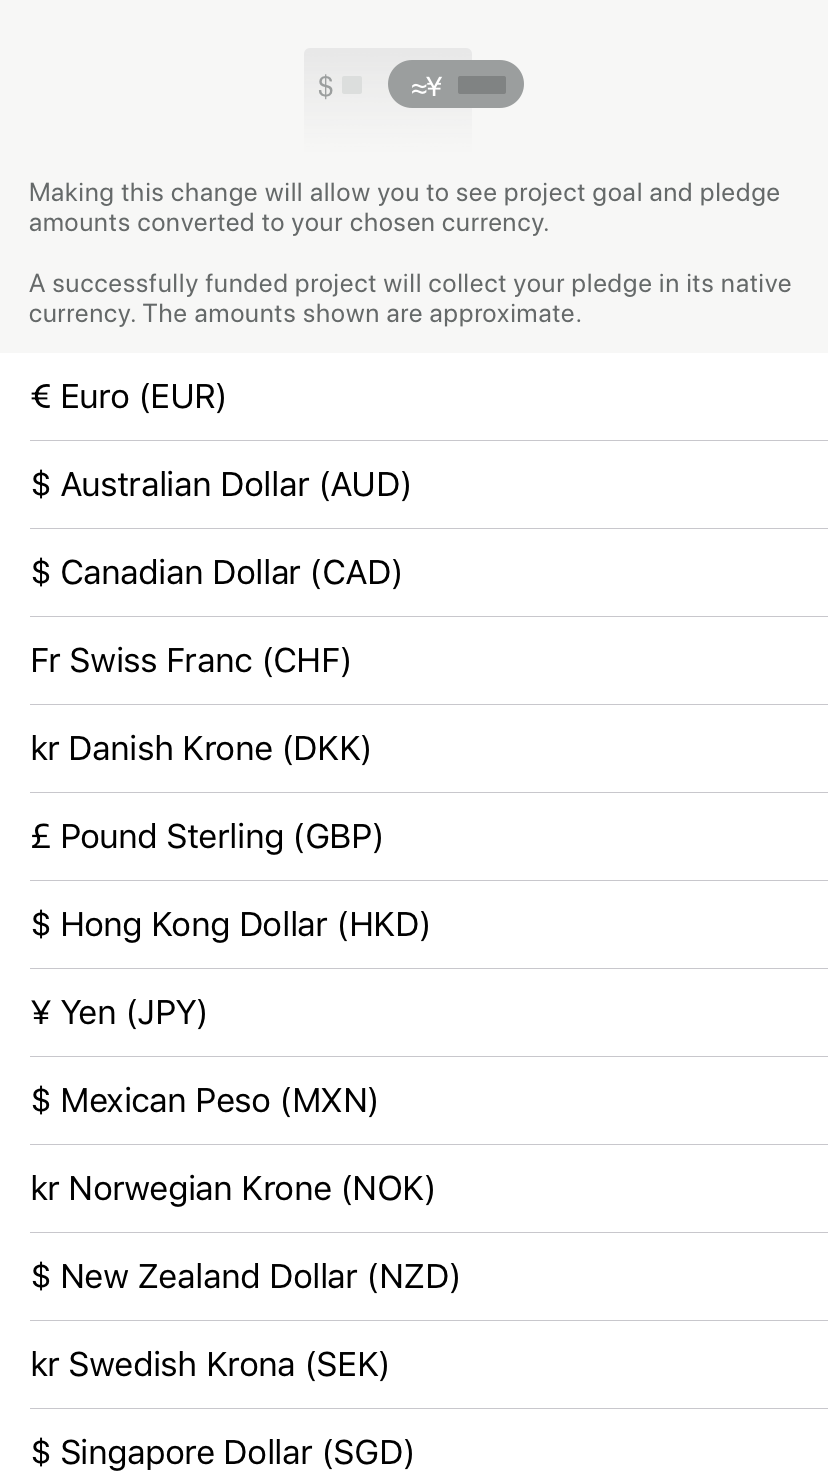 $ ≈¥
Making this change will allow you to see project goal and pledge
amounts converted to your chosen currency.
A successfully funded project will collect your pledge in its native
currency. The amounts shown are approximate.
€ Euro (EUR)
$ Australian Dollar (AUD)
$ Canadian Dollar (CAD)
Fr Swiss Franc (CHF)
kr Danish Krone (DKK)
£ Pound Sterling (GBP)
$ Hong Kong Dollar (HKD)
¥ Yen (JPY)
$ Mexican Peso (MXN)
kr Norwegian Krone (NOK)
$ New Zealand Dollar (NZD)
kr Swedish Krona (SEK)
$ Singapore Dollar (SGD)